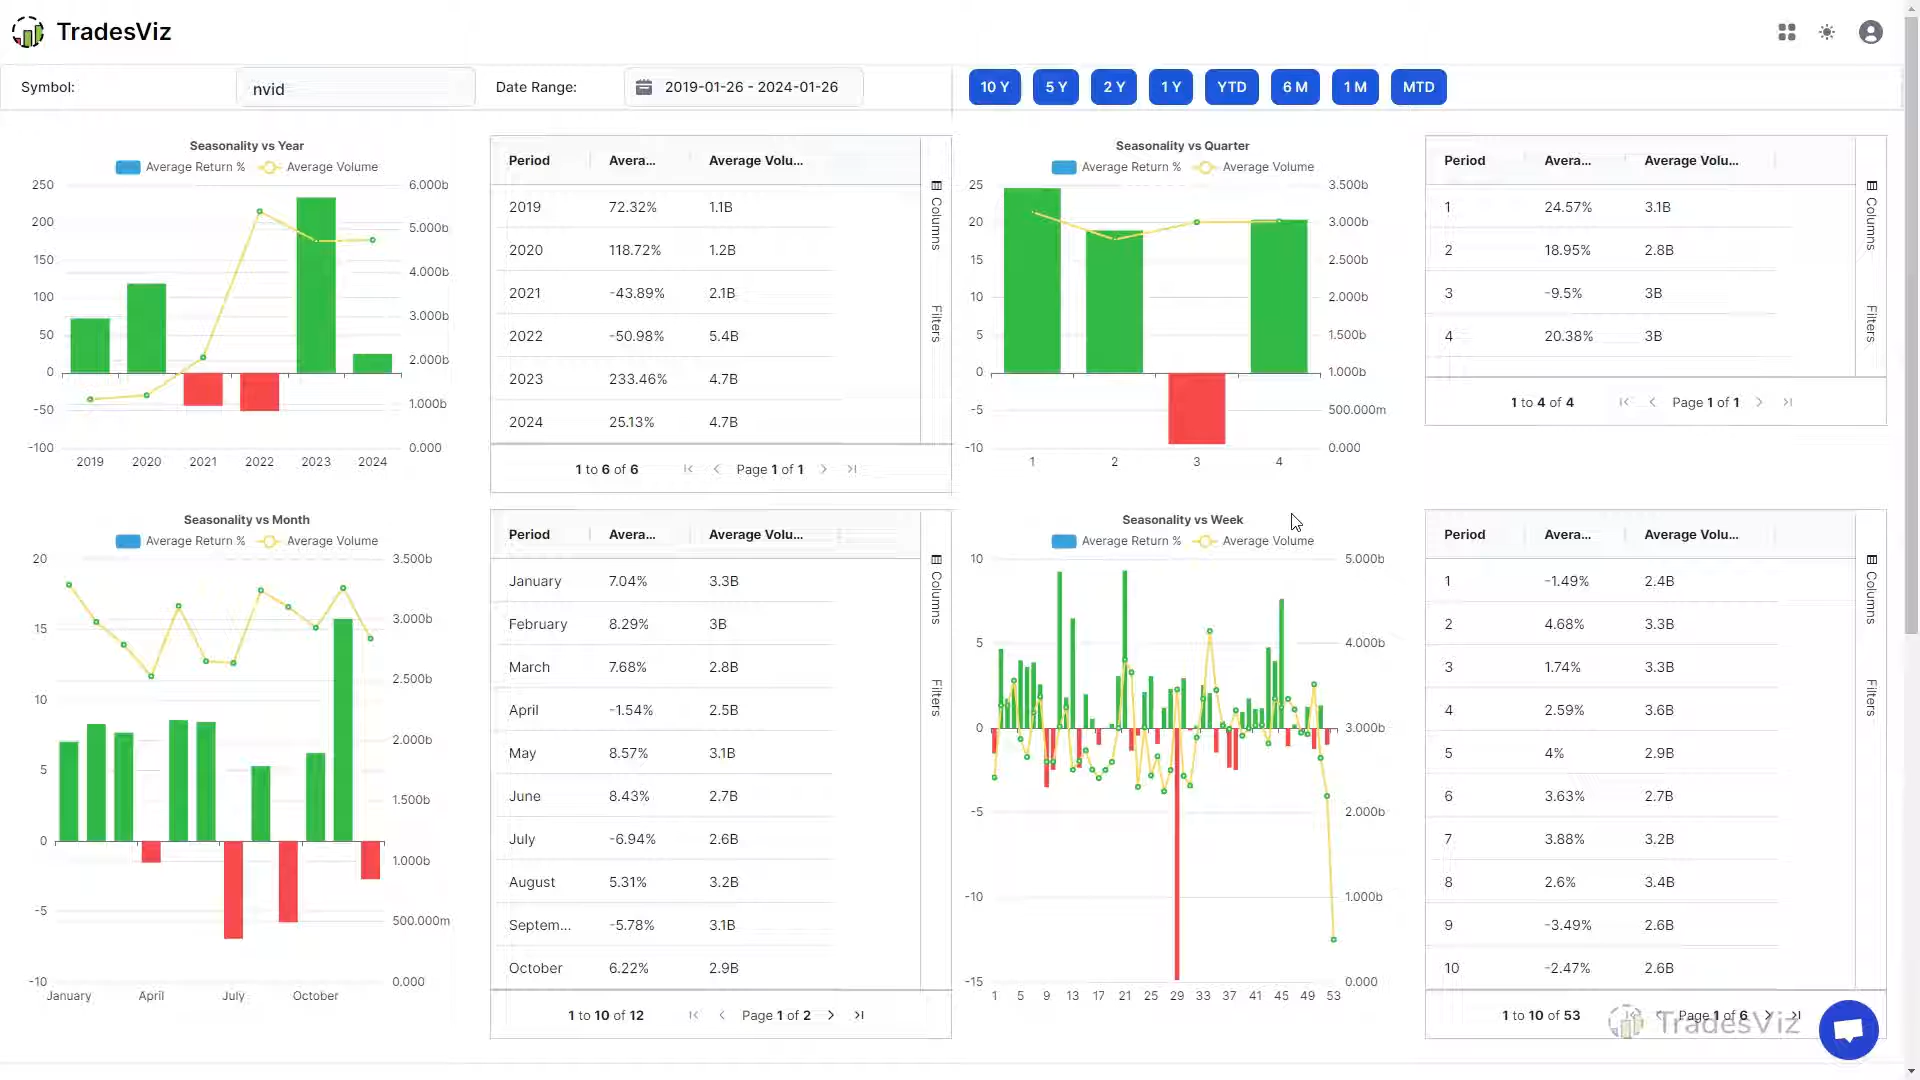 TradesViz
Symbol:
nvid
Date Range:
2019-01-26 - 2024-01-26
10 Y
5 Y
2 Y
1 Y
YTD
6 M
1 M
MTD
Seasonality vs Year
Average Return %
Average Volume
250
200
150
100
50
0
-50
-100
6.000b
5.000b
4.000b
3.000b
2.000b
1.000b
0.000
2019 2020 2021 2022 2023 2024
Period Avera... Average Volu...
2019 72.32% 1.1B
2020 118.72% 1.2B
2021 -43.89% 2.1B
2022 -50.98% 5.4B
2023 233.46% 4.7B
2024 25.13% 4.7B
1 to 6 of 6 Page 1 of 1
Columns
Filters
Seasonality vs Quarter
Average Return %
Average Volume
25
20
15
10
5
0
-5
-10
3.500b
3.000b
2.500b
2.000b
1.500b
1.000b
500.000m
0.000
1 2 3 4
Period Avera... Average Volu...
1 24.57% 3.1B
2 18.95% 2.8B
3 -9.5% 3B
4 20.38% 3B
1 to 4 of 4 Page 1 of 1
Columns
Filters
Seasonality vs Month
Average Return %
Average Volume
20
15
10
5
0
-5
-10
3.500b
3.000b
2.500b
2.000b
1.500b
1.000b
500.000m
0.000
January April July October
Period Avera... Average Volu...
January 7.04% 3.3B
February 8.29% 3B
March 7.68% 2.8B
April -1.54% 2.5B
May 8.57% 3.1B
June 8.43% 2.7B
July -6.94% 2.6B
August 5.31% 3.2B
Septem... -5.78% 3.1B
October 6.22% 2.9B
1 to 10 of 12 Page 1 of 2
Columns
Filters
Seasonality vs Week
Average Return %
Average Volume
10
5
0
-5
-10
-15
5.000b
4.000b
3.000b
2.000b
1.000b
0.000
1 5 9 13 17 21 25 29 33 37 41 45 49 53
Period Avera... Average Volu...
1 -1.49% 2.4B
2 4.68% 3.3B
3 1.74% 3.3B
4 2.59% 3.6B
5 4% 2.9B
6 3.63% 2.7B
7 3.88% 3.2B
8 2.6% 3.4B
9 -3.49% 2.6B
10 -2.47% 2.6B
1 to 10 of 53 Page 1 of 6
Columns
Filters
TradesViz